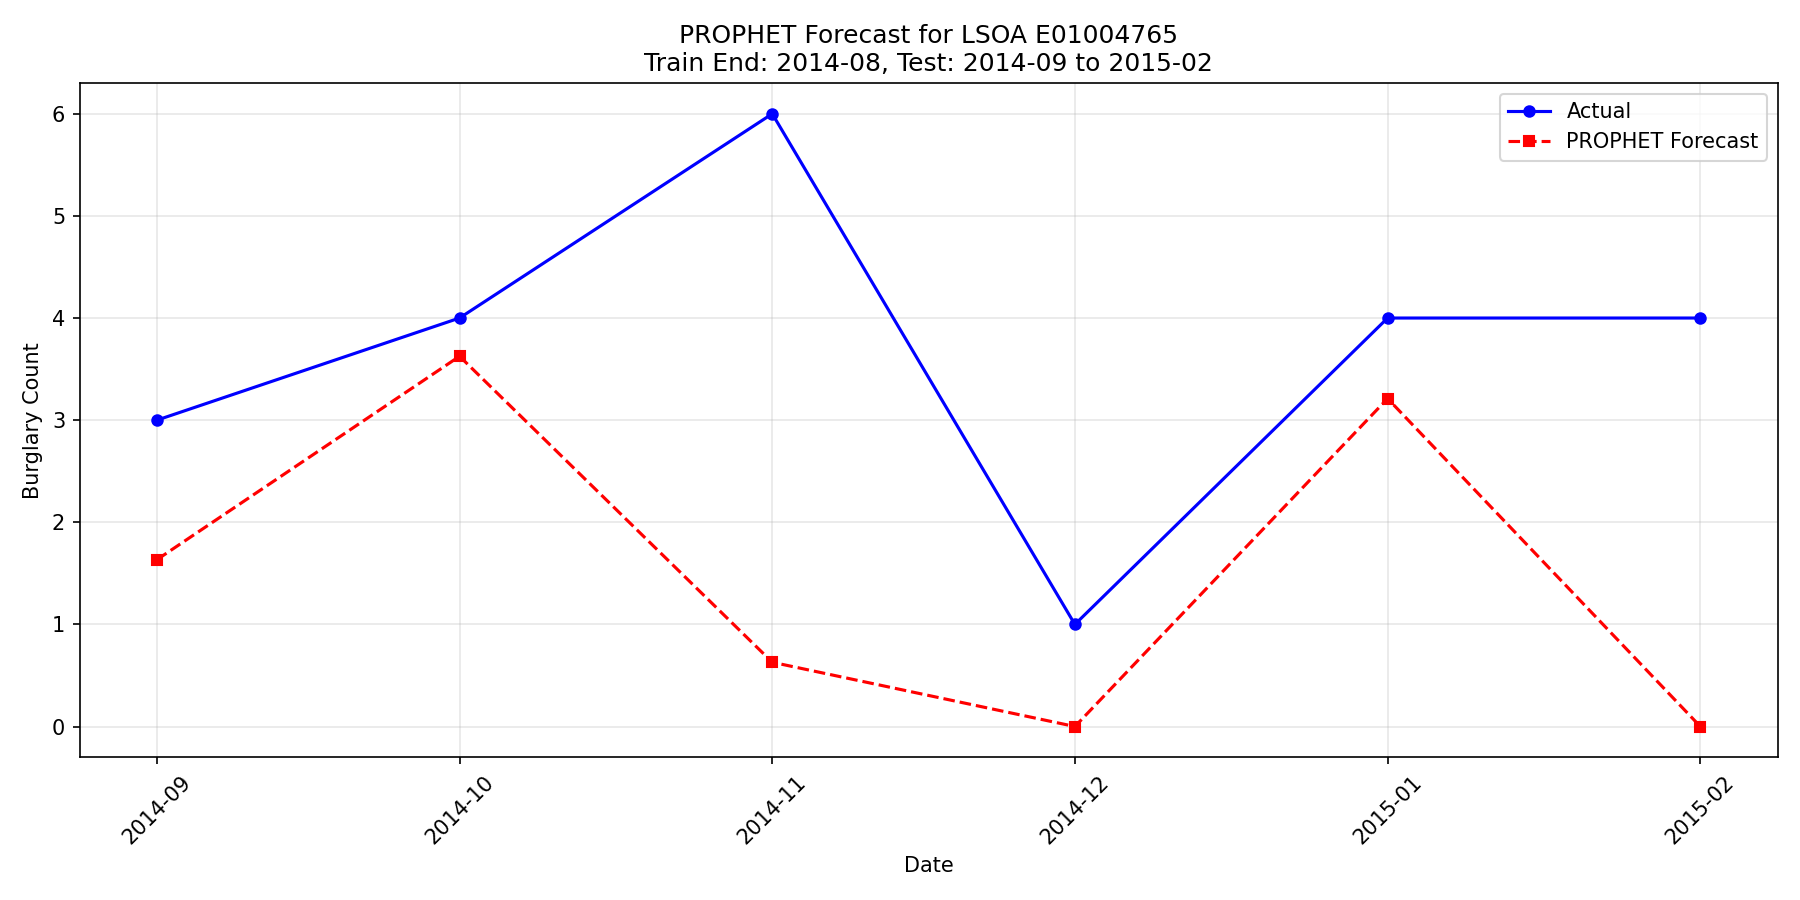 PROPHET Forecast for LSOA E01004765
Train End: 2014-08, Test: 2014-09 to 2015-02
Actual
PROPHET Forecast
Burglary Count
6
5
4
3
2
1
0
2014-09
2014-10
2014-11
2014-12
2015-01
2015-02
Date